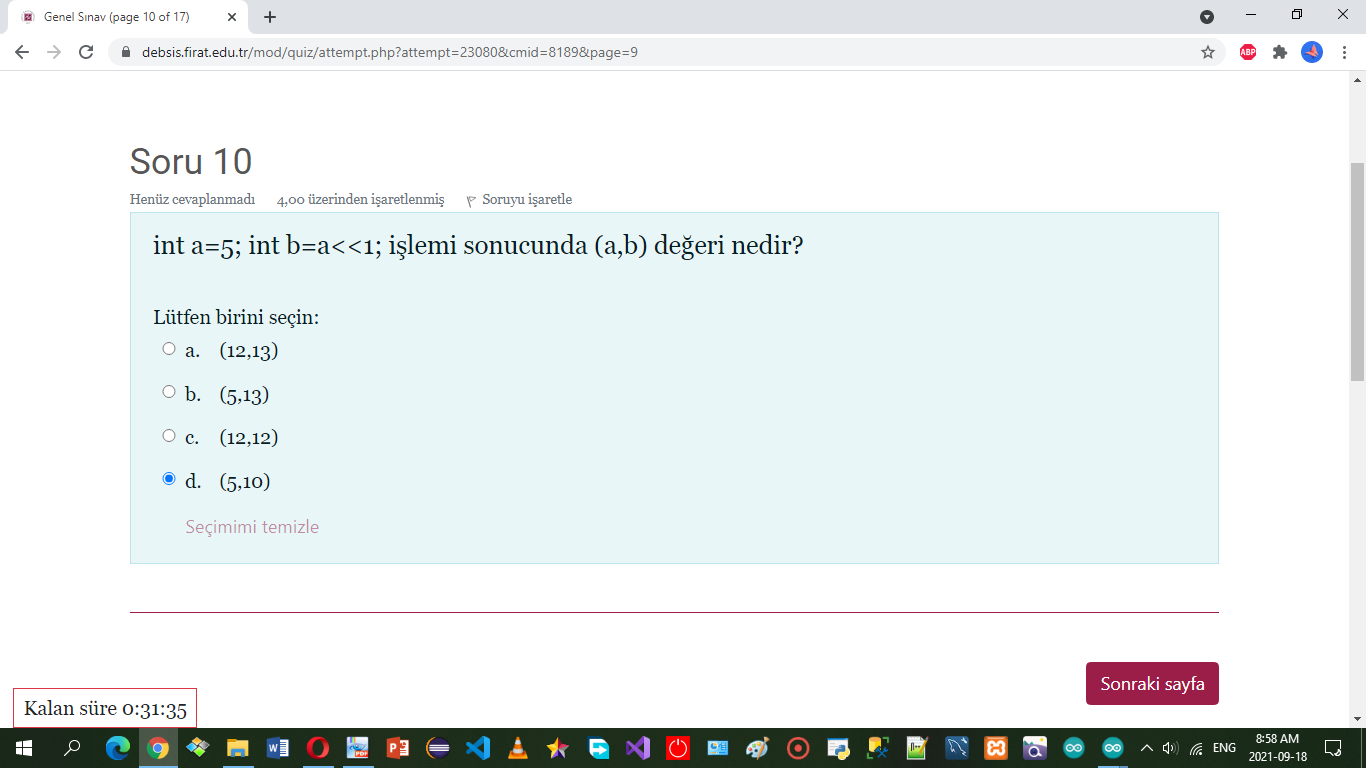 Genel Sınav (page 10 of 17)
debsis.firat.edu.tr/mod/quiz/attempt.php?attempt=23080&cmid=8189&page=9
ABP
Soru 10
Henüz cevaplanmadı 4,00 üzerinden işaretlenmiş Soruyu işaretle
int a=5; int b=a<<1; işlemi sonucunda (a,b) değeri nedir?
Lütfen birini seçin:
a. (12,13)
b. (5,13)
c. (12,12)
d. (5,10)
Seçimimi temizle
Sonraki sayfa
Kalan süre 0:31:35
ENG
8:58 AM
2021-09-18